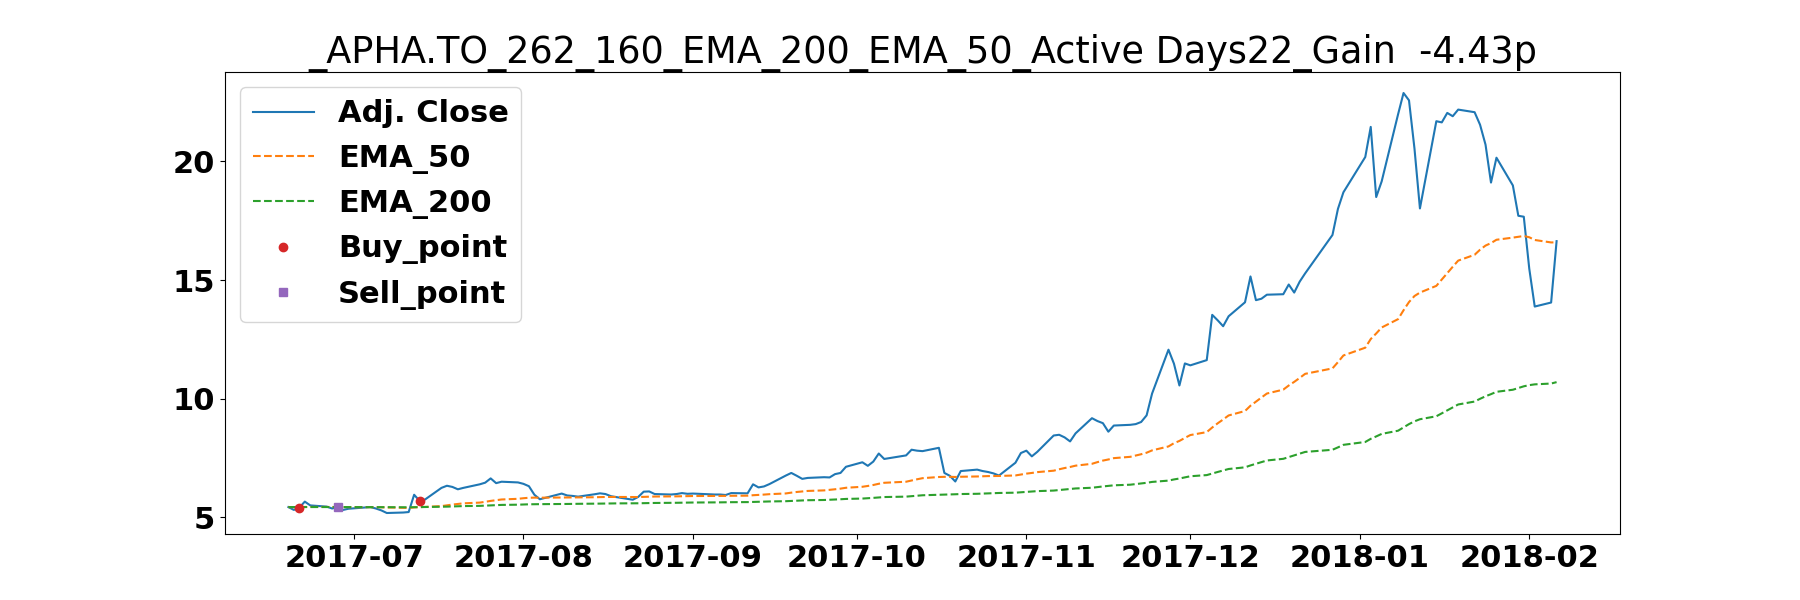 _APHA.TO_262_160_EMA_200_EMA_50_Active Days22_Gain  -4.43p
Adj. Close
EMA_50
EMA_200
Buy_point
Sell_point
20
15
10
5
2017-07 2017-08 2017-09 2017-10 2017-11 2017-12 2018-01 2018-02